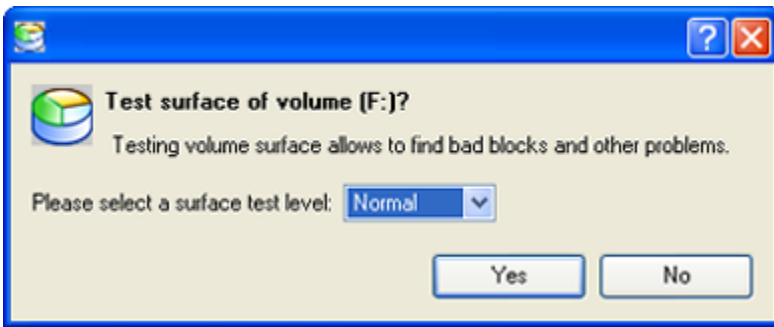 ?
Test surface of volume (F:)?
Testing volume surface allows to find bad blocks and other problems.
Please select a surface test level: Normal
Yes No